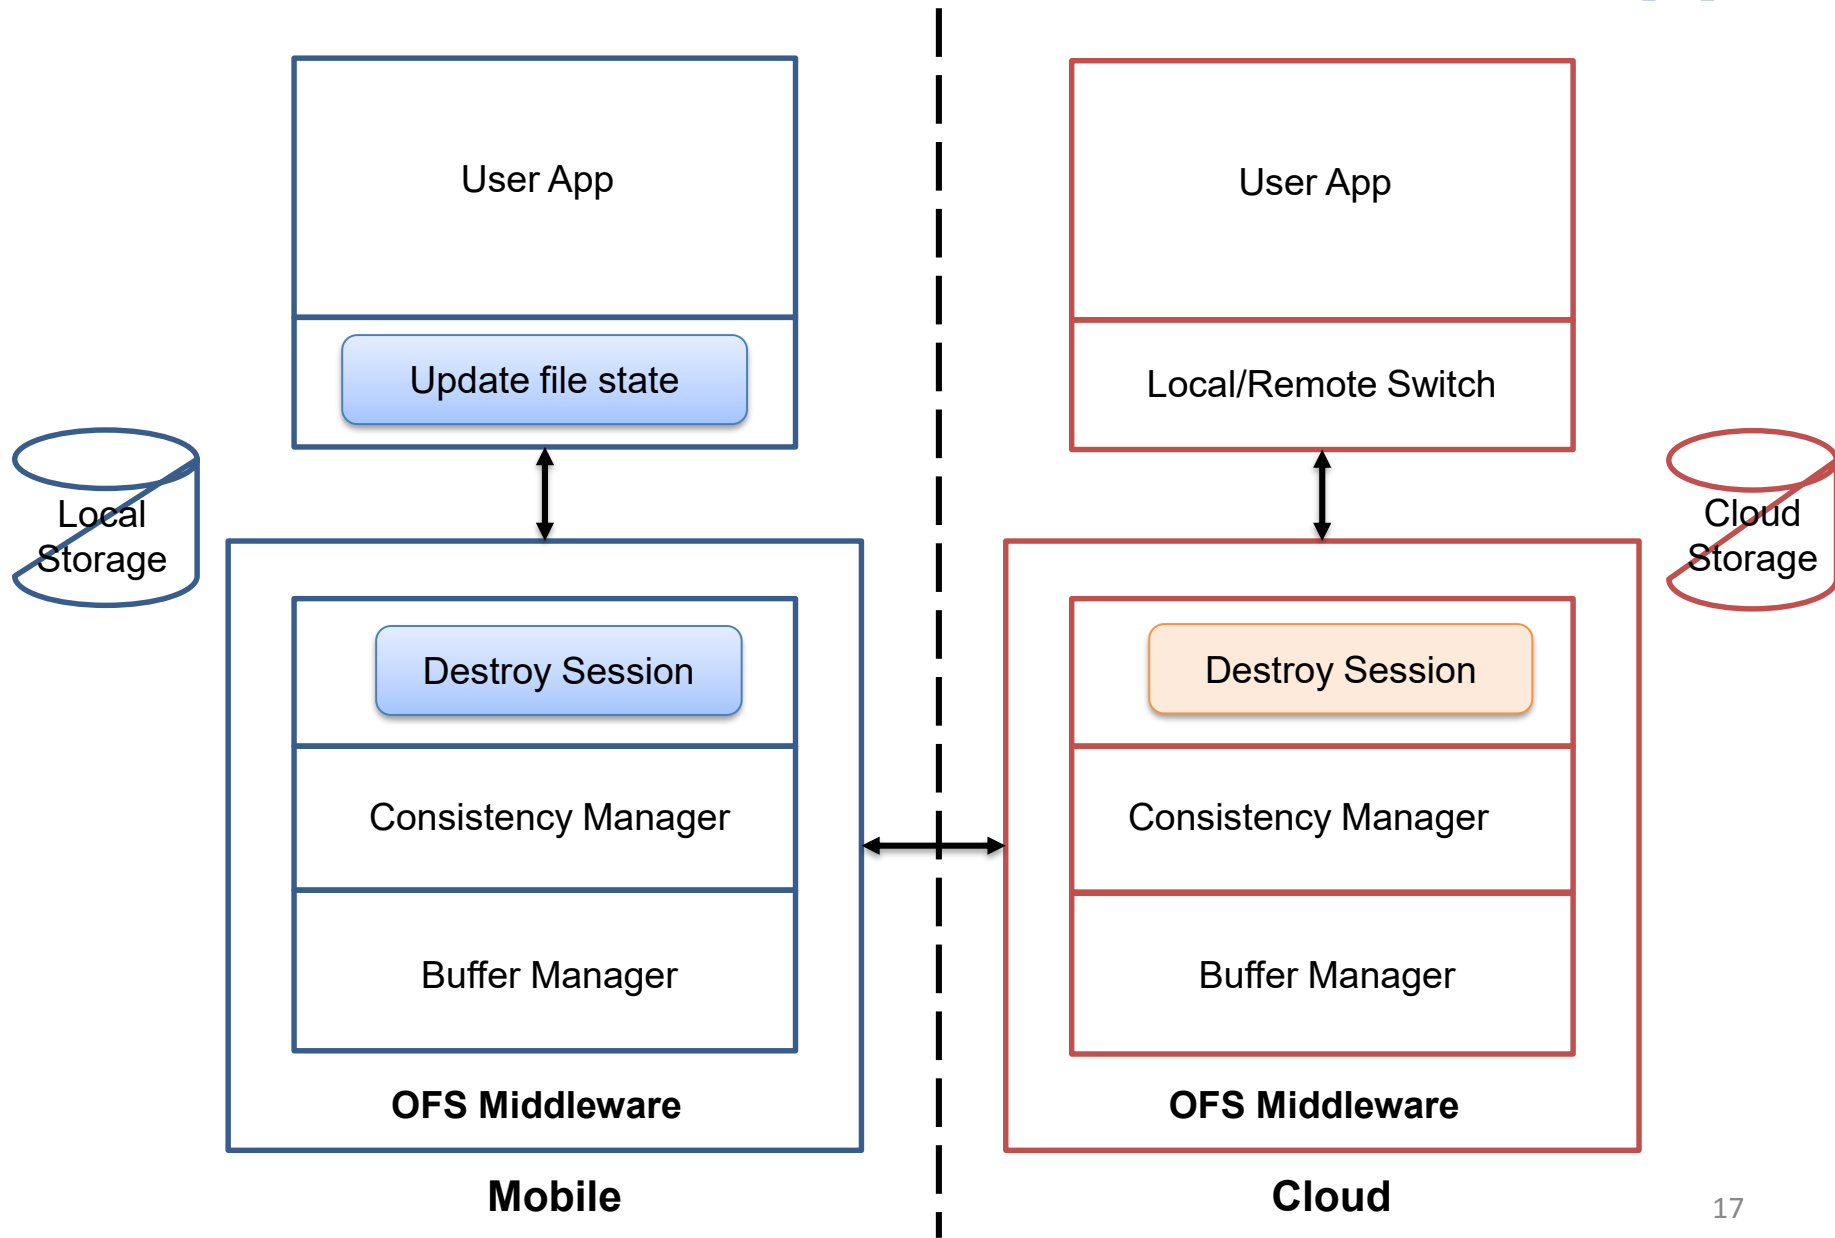 User App
User App
Update file state
Local/Remote Switch
Local
Storage
Cloud
Storage
Destroy Session
Destroy Session
Consistency Manager
Consistency Manager
Buffer Manager
Buffer Manager
OFS Middleware
OFS Middleware
Mobile
Cloud
17